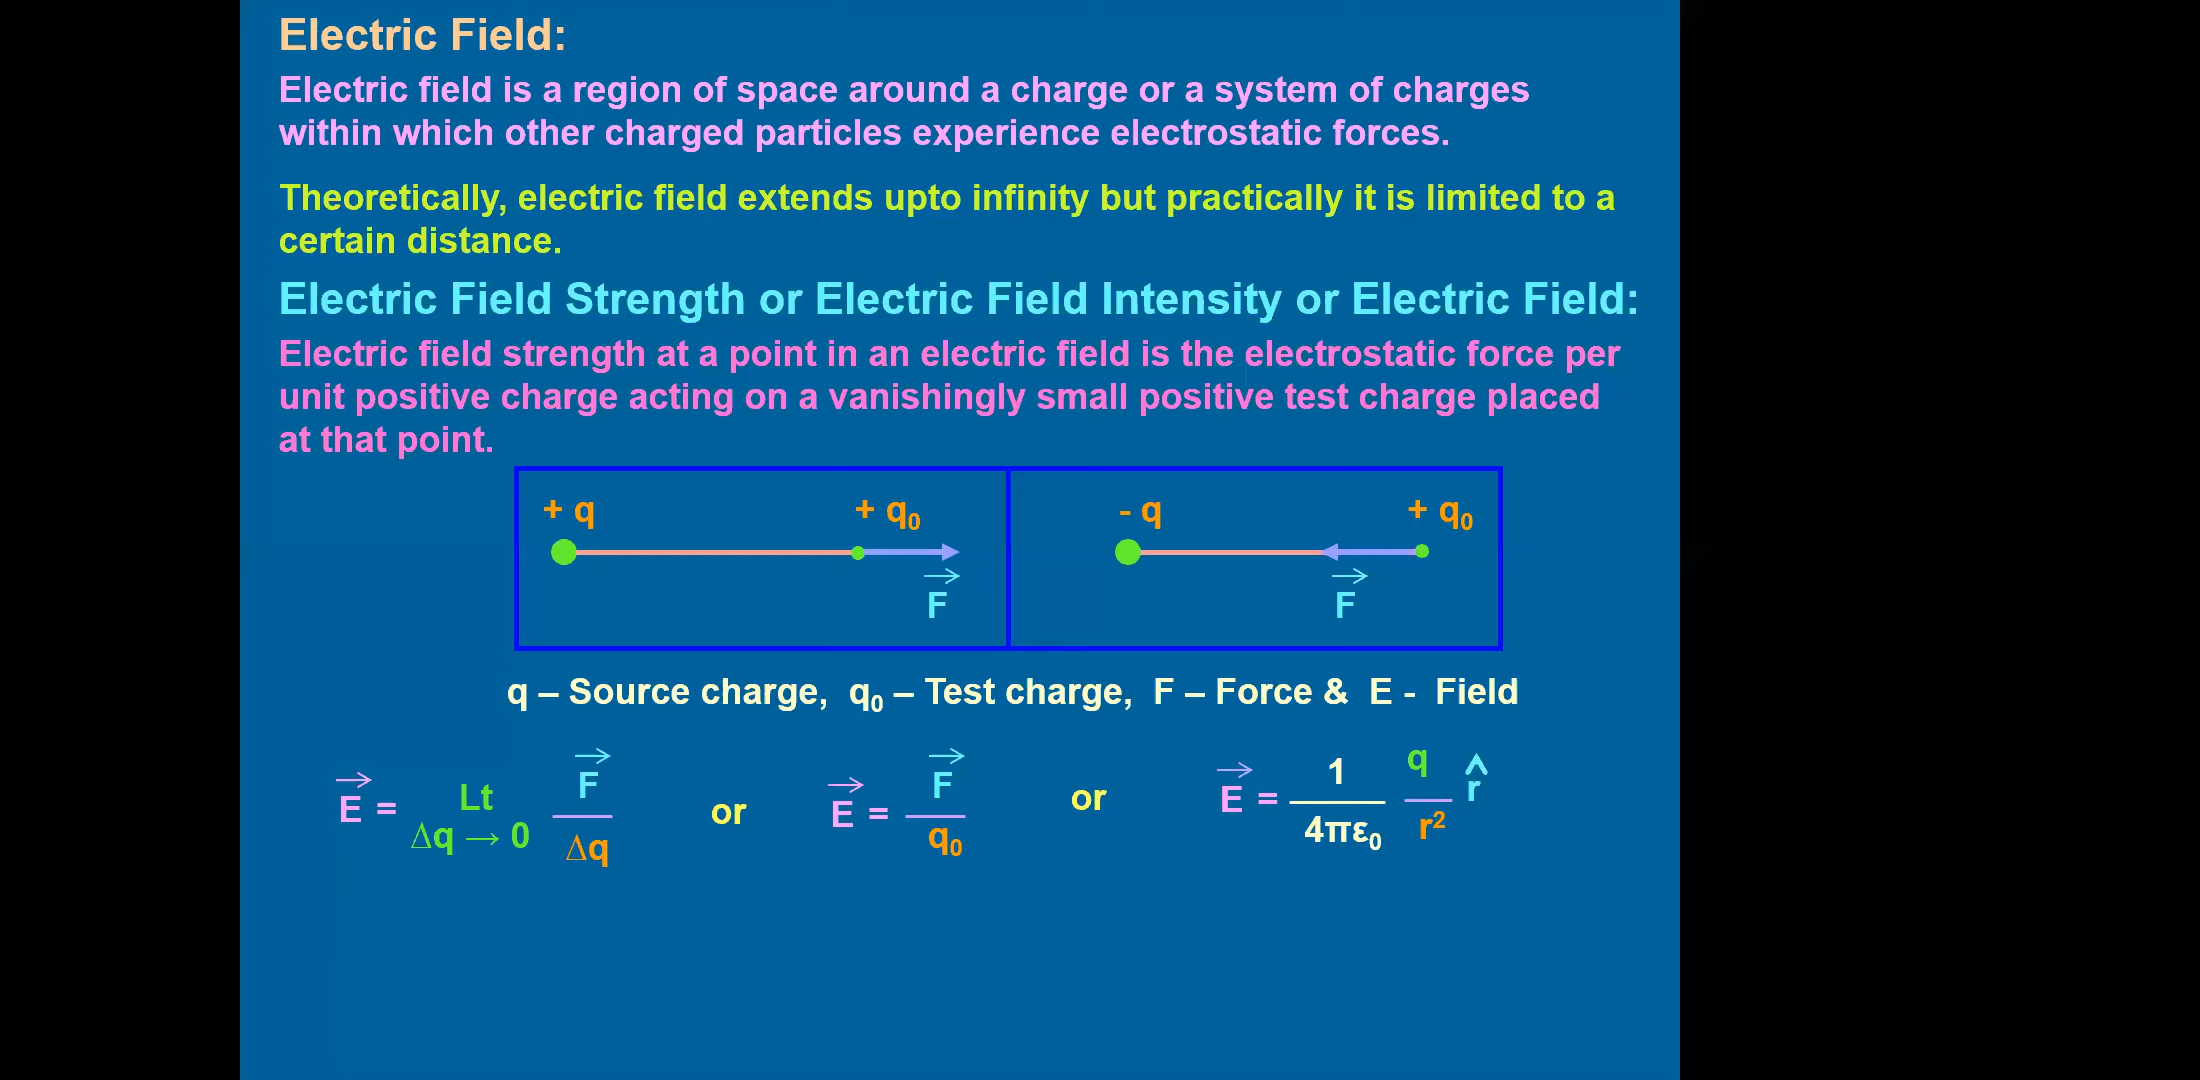 Electric Field:
Electric field is a region of space around a charge or a system of charges
within which other charged particles experience electrostatic forces.
Theoretically, electric field extends upto infinity but practically it is limited to a
certain distance.
Electric Field Strength or Electric Field Intensity or Electric Field:
Electric field strength at a point in an electric field is the electrostatic force per
unit positive charge acting on a vanishingly small positive test charge placed
at that point.
+ q + q₀ - q + q₀
F F
q – Source charge, q₀ – Test charge, F – Force & E - Field
E = Lt Δq → 0 F / Δq or E = F / q₀ or E = 1 / 4πε₀ q / r² r̂